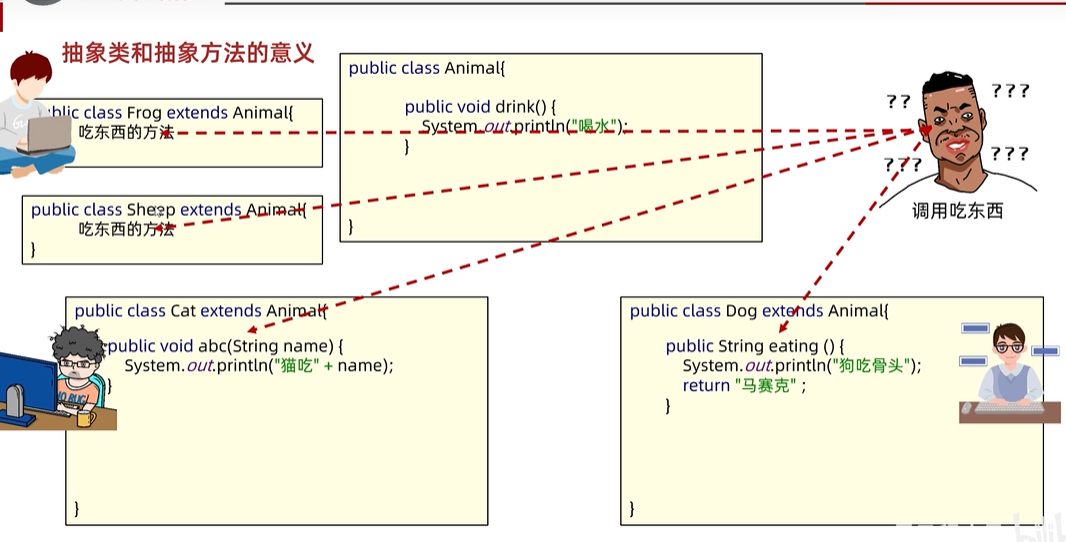 抽象类和抽象方法的意义
public class Animal{
public void drink() {
System.out.println("喝水");
}
}
blic class Frog extends Animal{
吃东西的方法
public class Sheep extends Animal{
吃东西的方法
}
??
???
???
???
调用吃东西
public class Cat extends Animal{
public void abc(String name) {
System.out.println("猫吃" + name);
}
}
NO BUG!
public class Dog extends Animal{
public String eating () {
System.out.println("狗吃骨头");
return "马赛克" ;
}
}